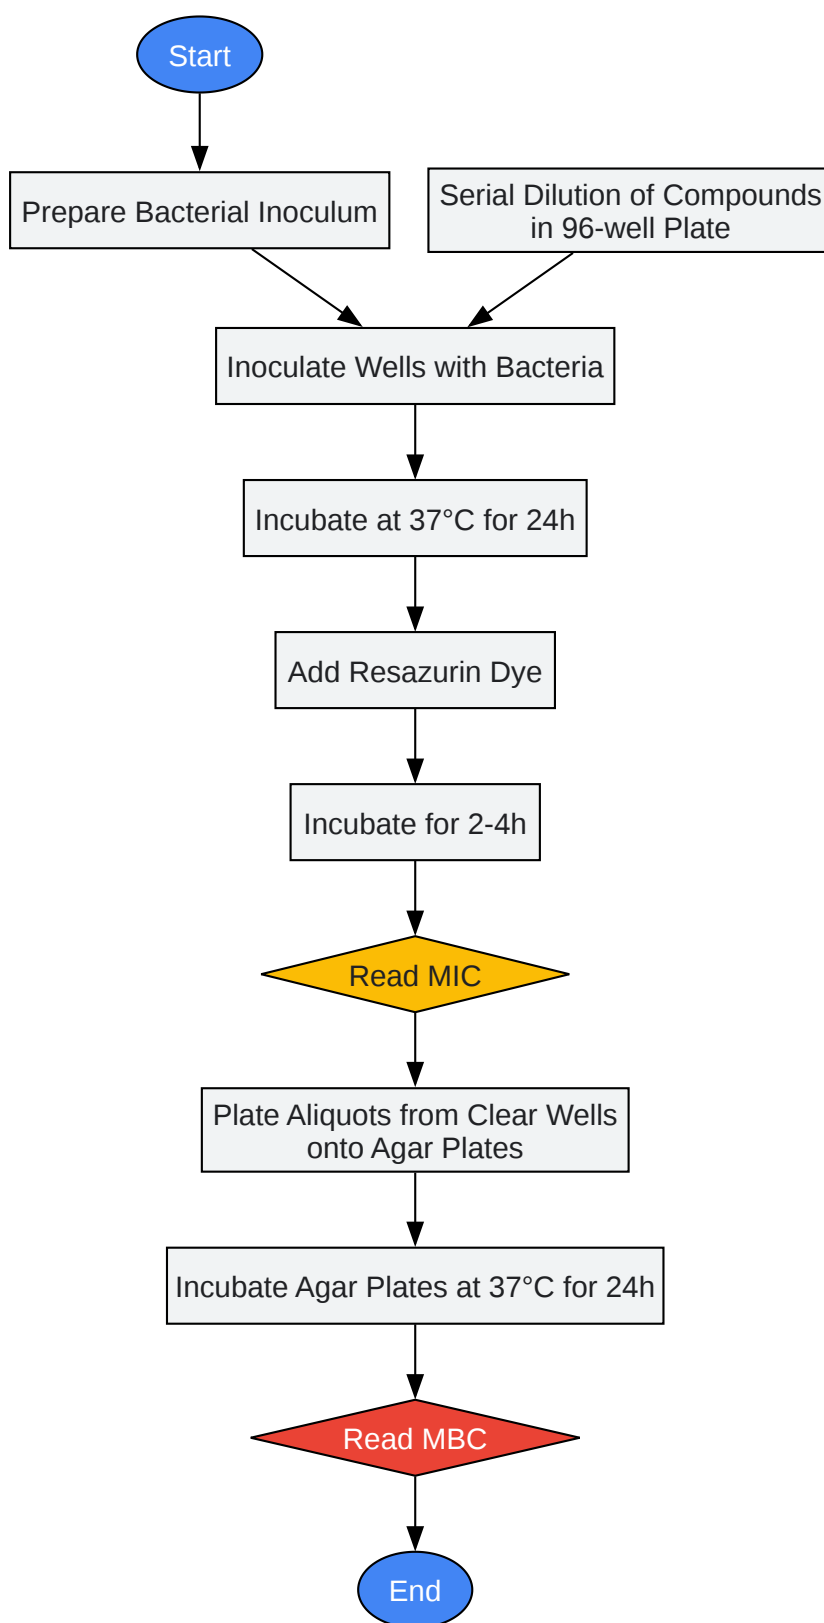 Start
Prepare Bacterial Inoculum
Serial Dilution of Compounds
in 96-well Plate
Inoculate Wells with Bacteria
Incubate at 37°C for 24h
Add Resazurin Dye
Incubate for 2-4h
Read MIC
Plate Aliquots from Clear Wells
onto Agar Plates
Incubate Agar Plates at 37°C for 24h
Read MBC
End